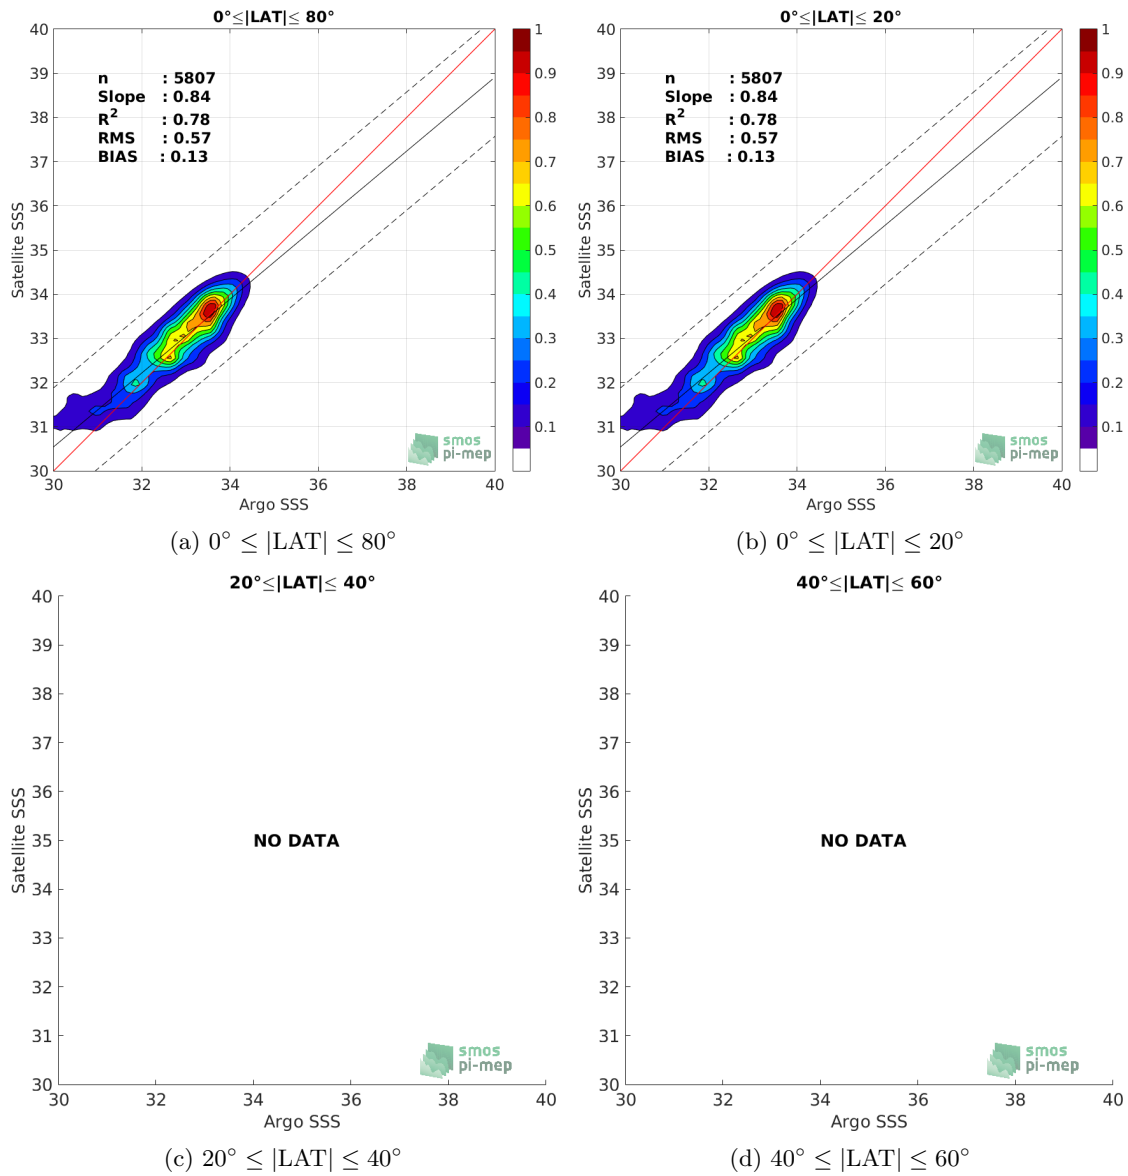 0°≤|LAT|≤ 80°
40
39
38
37
36
35
34
33
32
31
30
Satellite SSS
n : 5807
Slope : 0.84
R² : 0.78
RMS : 0.57
BIAS : 0.13
smos
pi-mep
30 32 34 36 38 40
Argo SSS
1
0.9
0.8
0.7
0.6
0.5
0.4
0.3
0.2
0.1
(a) 0° ≤ |LAT| ≤ 80°
0°≤|LAT|≤ 20°
40
39
38
37
36
35
34
33
32
31
30
Satellite SSS
n : 5807
Slope : 0.84
R² : 0.78
RMS : 0.57
BIAS : 0.13
smos
pi-mep
30 32 34 36 38 40
Argo SSS
1
0.9
0.8
0.7
0.6
0.5
0.4
0.3
0.2
0.1
(b) 0° ≤ |LAT| ≤ 20°
20°≤|LAT|≤ 40°
40
39
38
37
36
35
34
33
32
31
30
Satellite SSS
NO DATA
smos
pi-mep
30 32 34 36 38 40
Argo SSS
(c) 20° ≤ |LAT| ≤ 40°
40°≤|LAT|≤ 60°
40
39
38
37
36
35
34
33
32
31
30
Satellite SSS
NO DATA
smos
pi-mep
30 32 34 36 38 40
Argo SSS
(d) 40° ≤ |LAT| ≤ 60°